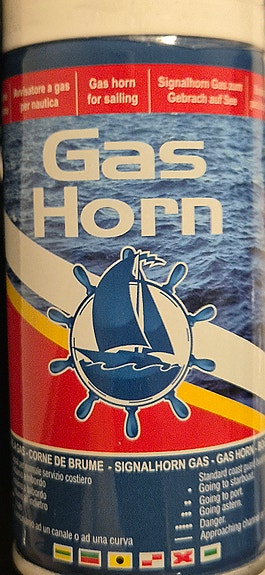 Avvisatore a gas
per nautica
Gas horn
for sailing
Signalhorn Gas zum
Gebrach auf See
Gas
Horn
GAS - CORNE DE BRUME - SIGNALHORN GAS - GAS HORN -
servizio costiero
Standard coast guard
Going to starboard
Going to port.
Going astern.
Danger.
ad un canale o ad una curva
Approaching channel